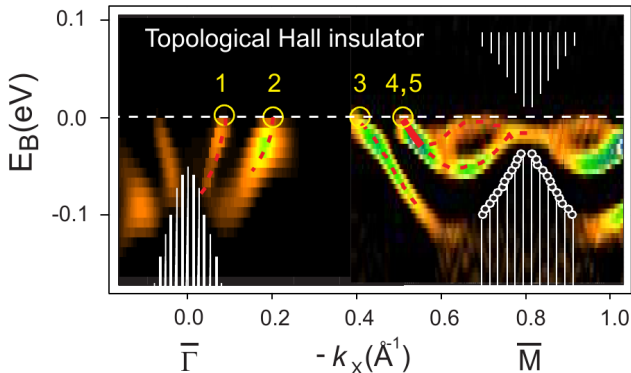 Topological Hall insulator
1 2 3 4,5
E_B(eV)
0.1
0.0
-0.1
0.0 0.2 0.4 0.6 0.8 1.0
Γ̅ - k_x(Å⁻¹) M̅